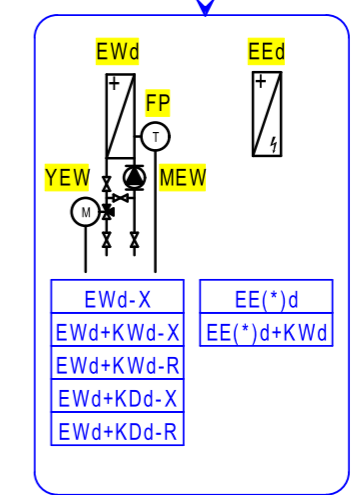 EWd EEd
+ +
FP
T
YEW MEW
M
EWd-X EE(*)d
EWd+KWd-X EE(*)d+KWd
EWd+KWd-R
EWd+KDd-X
EWd+KDd-R